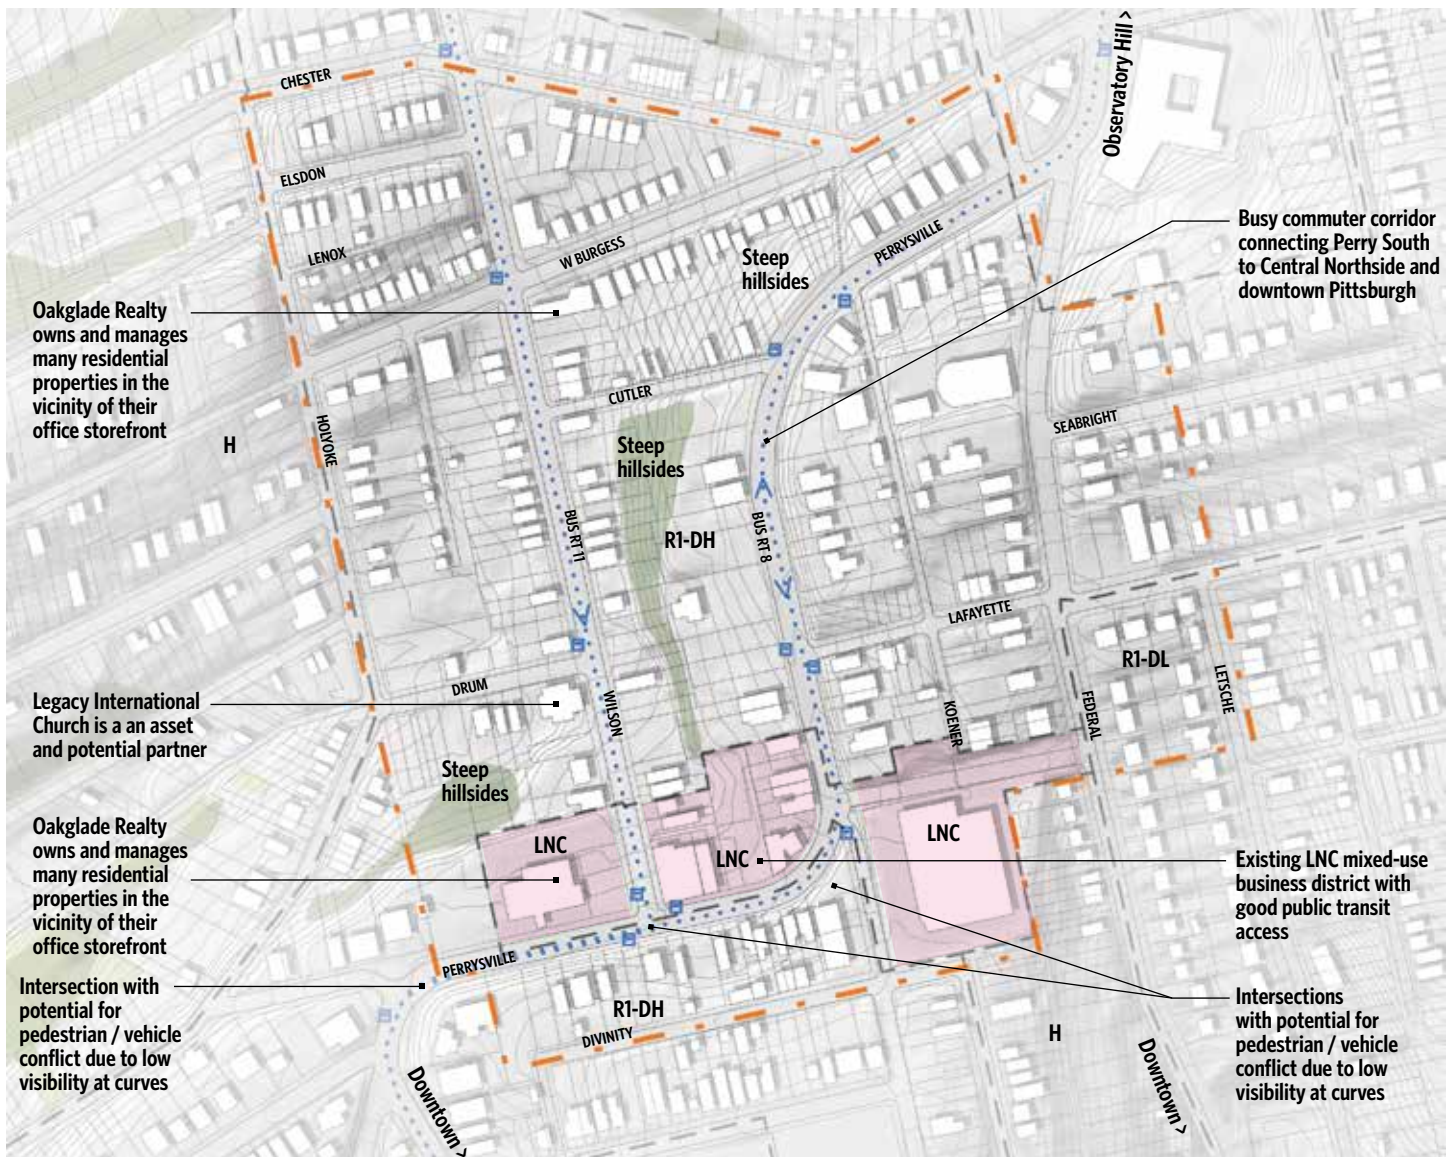 Observatory Hill >
CHESTER
ELSDON
LENOX
W BURGESS
PERRYSVILLE
Steep
hillsides
Busy commuter corridor
connecting Perry South
to Central Northside and
downtown Pittsburgh
Oakglade Realty
owns and manages
many residential
properties in the
vicinity of their
office storefront
H
HOLYOKE
CUTLER
Steep
hillsides
SEABRIGHT
BUS RT 11
R1-DH
BUS RT 8
LAFAYETTE
R1-DL
LETSCHE
Legacy International
Church is a an asset
and potential partner
DRUM
WILSON
KOENER
FEDERAL
Steep
hillsides
Oakglade Realty
owns and manages
many residential
properties in the
vicinity of their
office storefront
LNC
LNC
LNC
Existing LNC mixed-use
business district with
good public transit
access
PERRYSVILLE
Intersection with
potential for
pedestrian / vehicle
conflict due to low
visibility at curves
R1-DH
DIVINITY
H
Intersections
with potential for
pedestrian / vehicle
conflict due to low
visibility at curves
Downtown >
Downtown >